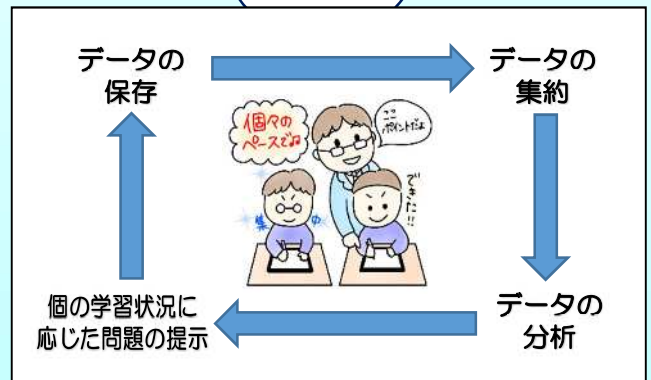 データの
保存
データの
集約
個々の
ペースで♫
ここ
ポイントだよ
できた!!
集中
個の学習状況に
応じた問題の提示
データの
分析